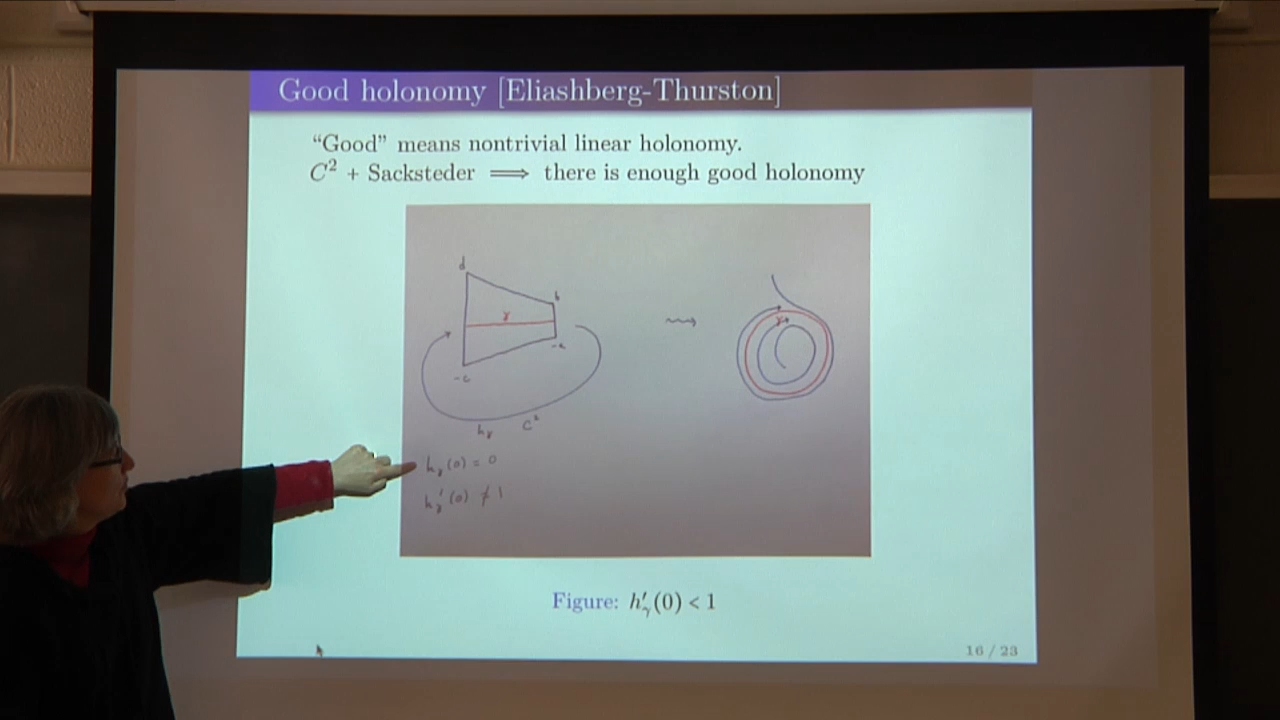 Good holonomy [Eliashberg-Thurston]
“Good” means nontrivial linear holonomy.
C² + Sacksteder ⟹ there is enough good holonomy
d
b
γ
γ
-c
h_γ C²
h_γ(0) = 0
h_γ'(0) ≠ 1
Figure: h′_γ(0) < 1
16 / 23